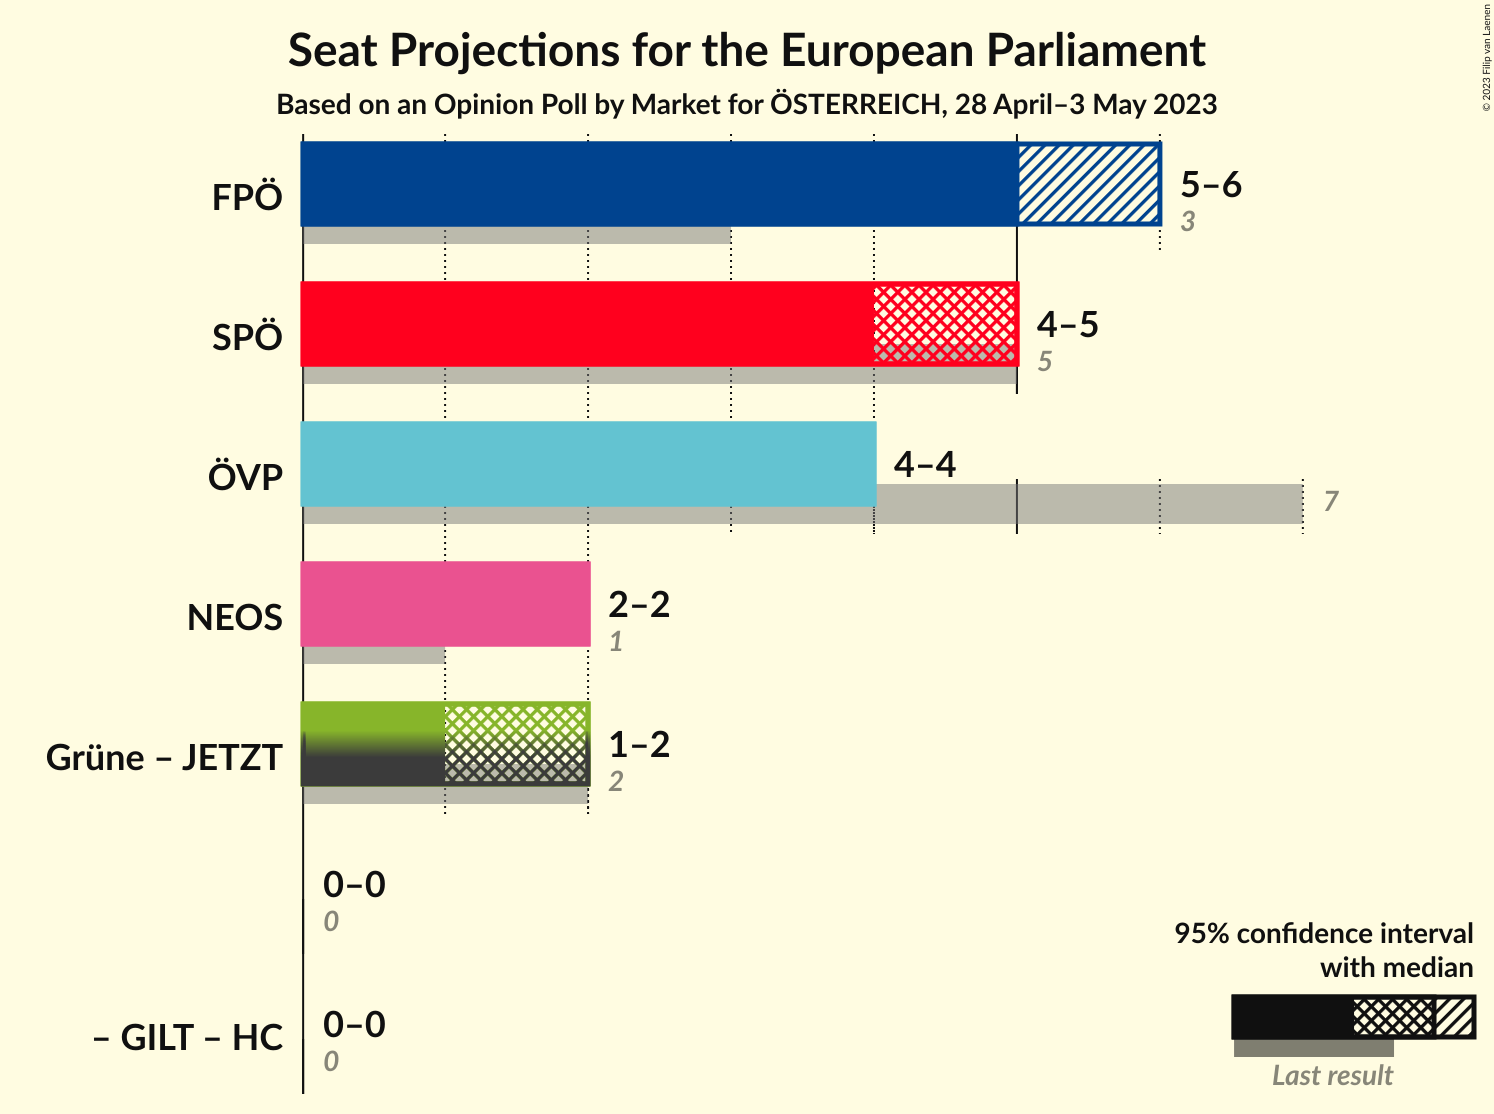 Seat Projections for the European Parliament
Based on an Opinion Poll by Market for ÖSTERREICH, 28 April–3 May 2023
© 2023 Filip van Laenen
FPÖ
5–6
3
SPÖ
4–5
5
ÖVP
4–4
7
NEOS
2–2
1
Grüne – JETZT
1–2
2
0–0
0
– GILT – HC
0–0
0
95% confidence interval
with median
Last result